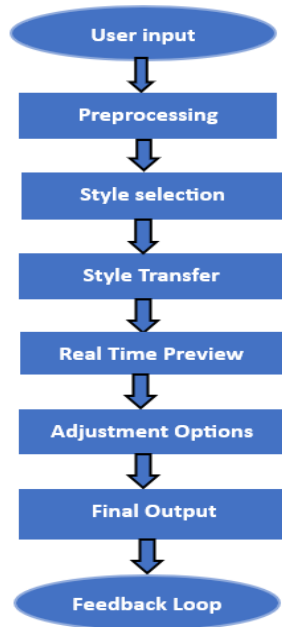 User input
Preprocessing
Style selection
Style Transfer
Real Time Preview
Adjustment Options
Final Output
Feedback Loop